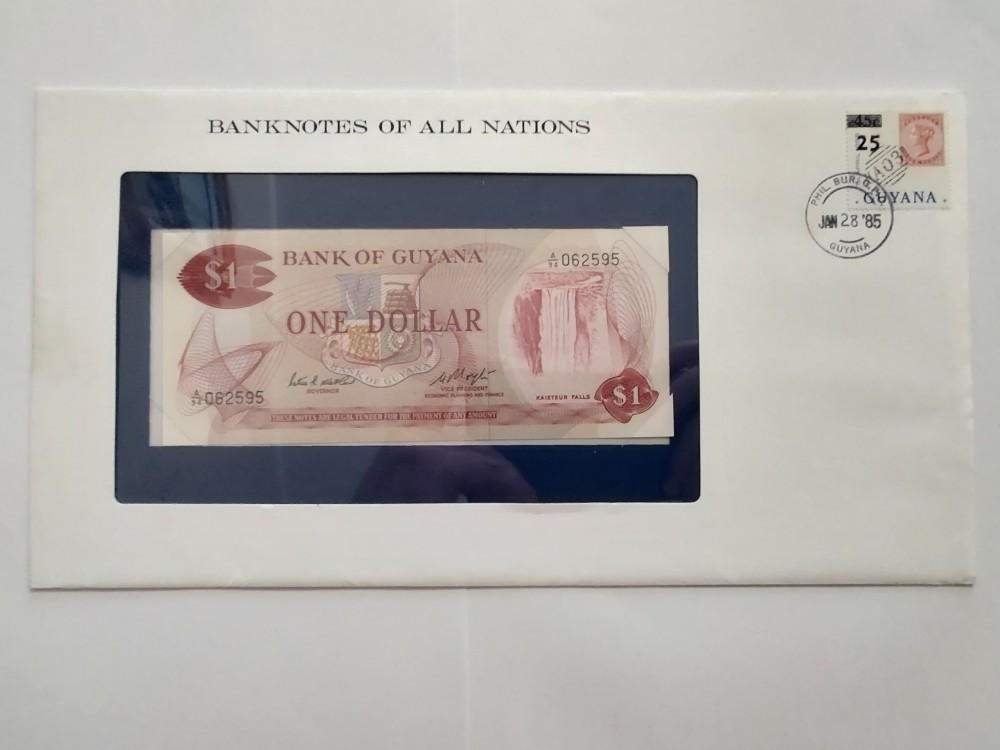 BANKNOTES OF ALL NATIONS
45c
25
A03
GUYANA
PHIL. BUR. G.P.O.
JAN 28 '85
GUYANA
BANK OF GUYANA
$1
A/94 062595
ONE DOLLAR
BANK OF GUYANA
A/94 062595
GOVERNOR
VICE PRESIDENT
ECONOMIC PLANNING AND FINANCE
KAIETEUR FALLS
$1
THESE NOTES ARE LEGAL TENDER FOR THE PAYMENT OF ANY AMOUNT